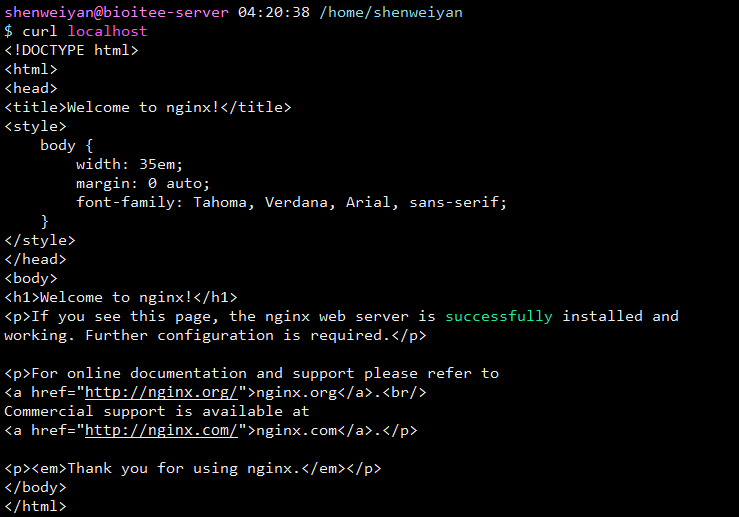 shenweiyan@bioitee-server 04:20:38 /home/shenweiyan
$ curl localhost
<!DOCTYPE html>
<html>
<head>
<title>Welcome to nginx!</title>
<style>
    body {
        width: 35em;
        margin: 0 auto;
        font-family: Tahoma, Verdana, Arial, sans-serif;
    }
</style>
</head>
<body>
<h1>Welcome to nginx!</h1>
<p>If you see this page, the nginx web server is successfully installed and
working. Further configuration is required.</p>

<p>For online documentation and support please refer to
<a href="http://nginx.org/">nginx.org</a>.<br/>
Commercial support is available at
<a href="http://nginx.com/">nginx.com</a>.</p>

<p><em>Thank you for using nginx.</em></p>
</body>
</html>